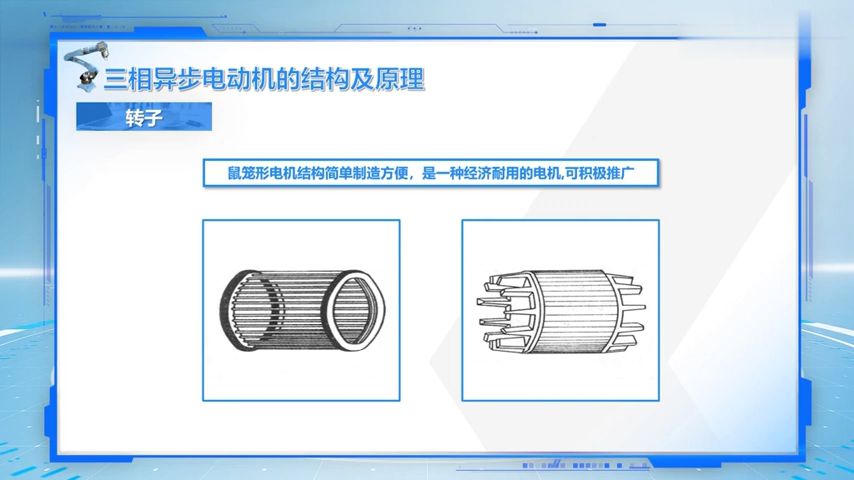 三相异步电动机的结构及原理
转子
鼠笼形电机结构简单制造方便，是一种经济耐用的电机,可积极推广